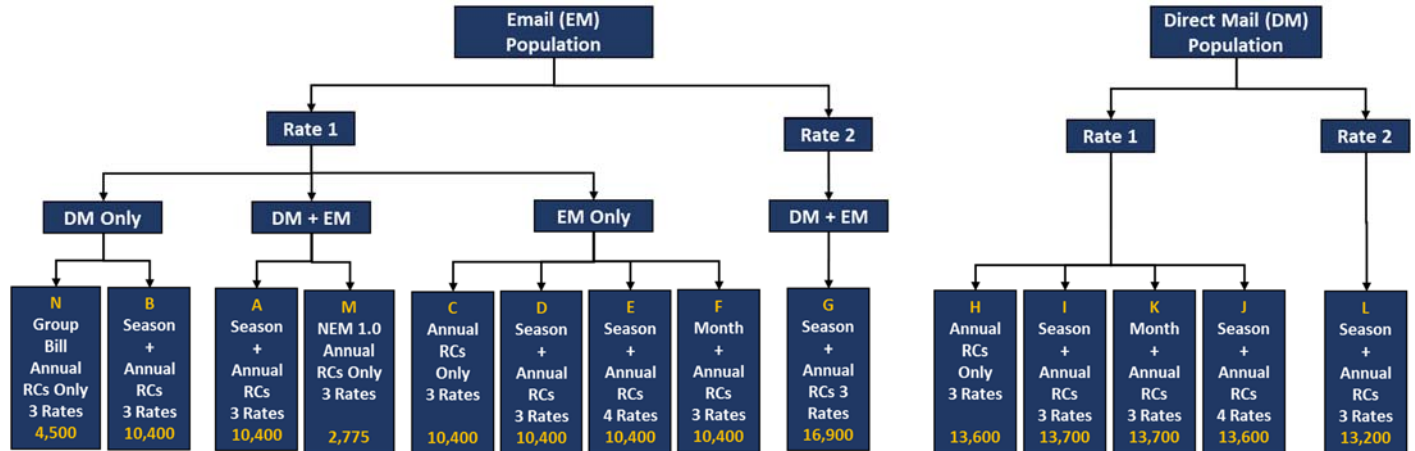 Email (EM)
Population
Direct Mail (DM)
Population
Rate 1
Rate 2
Rate 1
Rate 2
DM Only
DM + EM
EM Only
DM + EM
N
Group
Bill
Annual
RCs Only
3 Rates
4,500
B
Season
+
Annual
RCs
3 Rates
10,400
A
Season
+
Annual
RCs
3 Rates
10,400
M
NEM 1.0
Annual
RCs Only
3 Rates
2,775
C
Annual
RCs
Only
3 Rates
10,400
D
Season
+
Annual
RCs
3 Rates
10,400
E
Season
+
Annual
RCs
4 Rates
10,400
F
Month
+
Annual
RCs
3 Rates
10,400
G
Season
+
Annual
RCs 3
Rates
16,900
H
Annual
RCs
Only
3 Rates
13,600
I
Season
+
Annual
RCs
3 Rates
13,700
K
Month
+
Annual
RCs
3 Rates
13,700
J
Season
+
Annual
RCs
4 Rates
13,600
L
Season
+
Annual
RCs
3 Rates
13,200